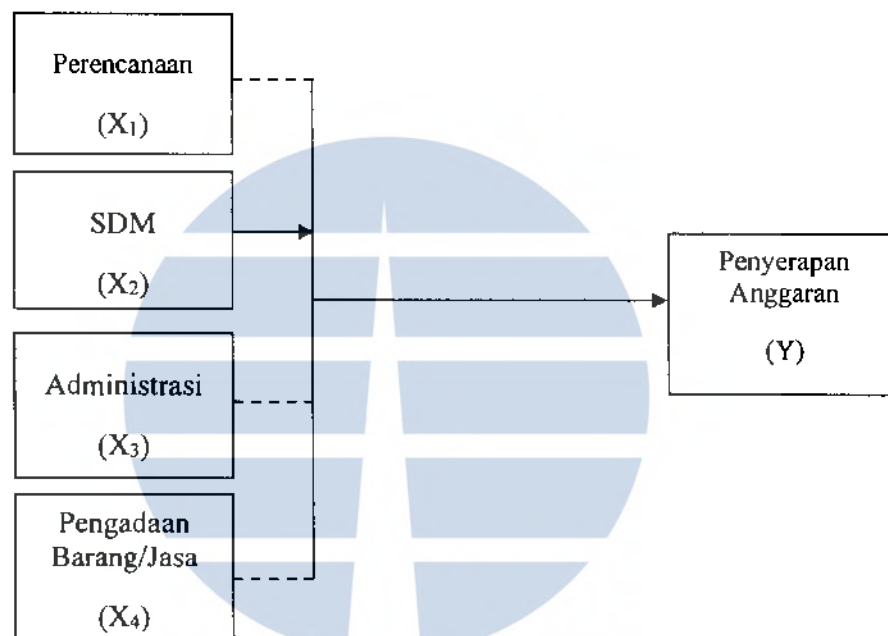 Perencanaan
(X₁)
SDM
(X₂)
Administrasi
(X₃)
Pengadaan
Barang/Jasa
(X₄)
Penyerapan
Anggaran
(Y)